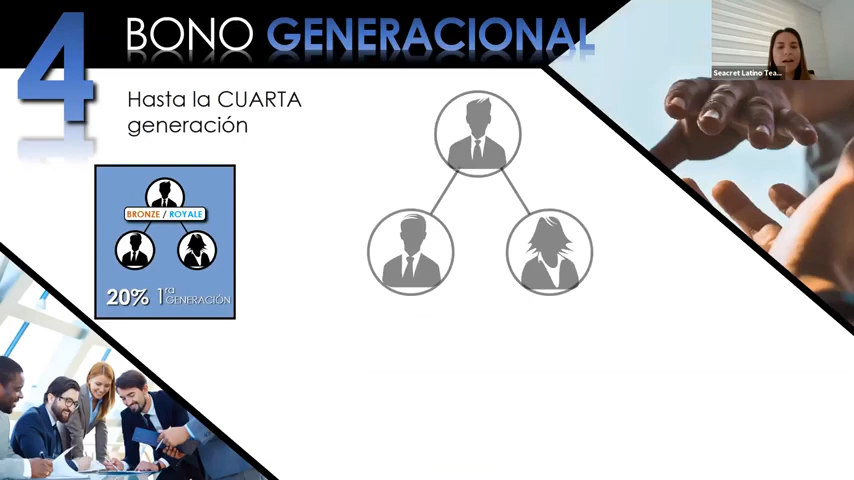 4
BONO GENERACIONAL
Seacret Latino Tea...
Hasta la CUARTA
generación
BRONZE / ROYALE
20% 1ra GENERACIÓN